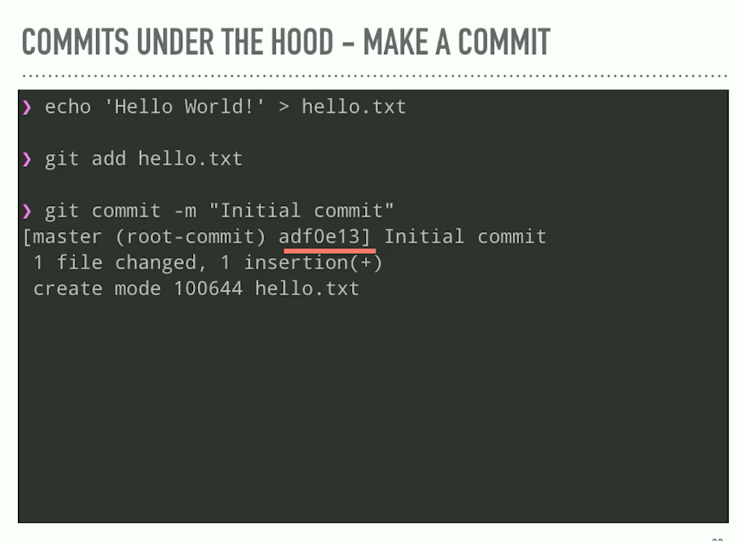 COMMITS UNDER THE HOOD - MAKE A COMMIT
❯ echo 'Hello World!' > hello.txt
❯ git add hello.txt
❯ git commit -m "Initial commit"
[master (root-commit) adf0e13] Initial commit
1 file changed, 1 insertion(+)
create mode 100644 hello.txt